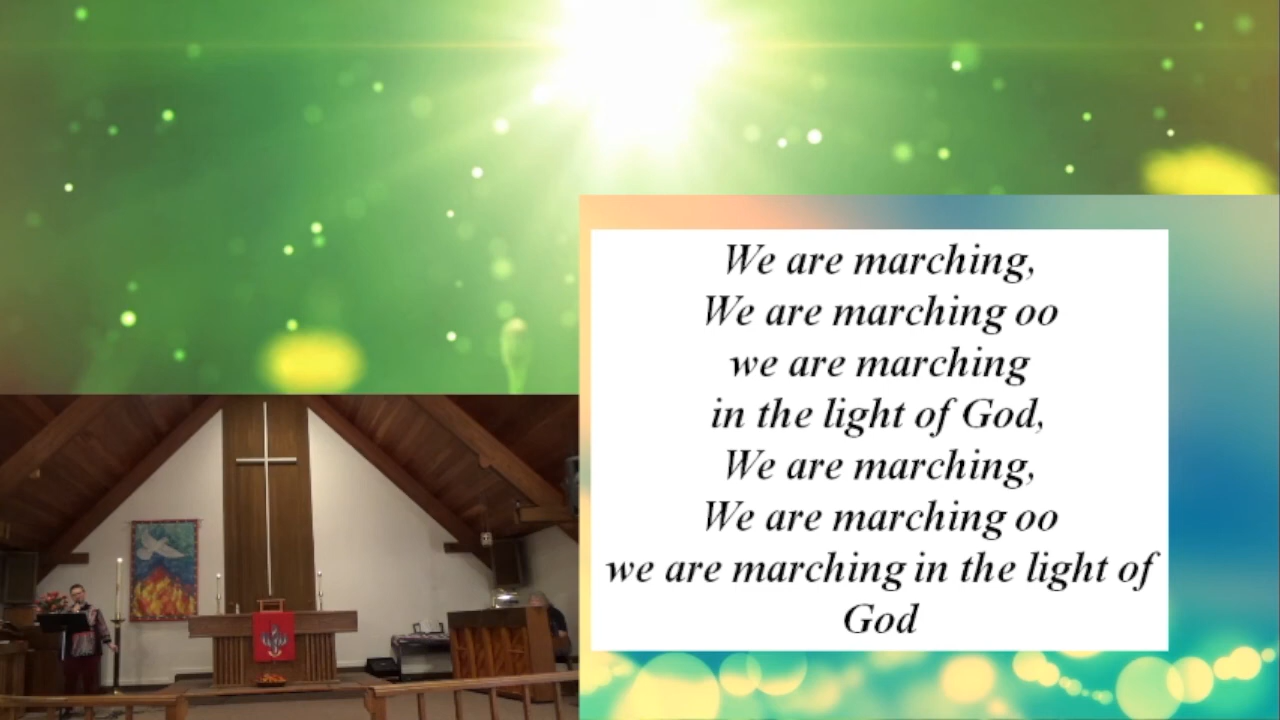 We are marching,
We are marching oo
we are marching
in the light of God,
We are marching,
We are marching oo
we are marching in the light of
God